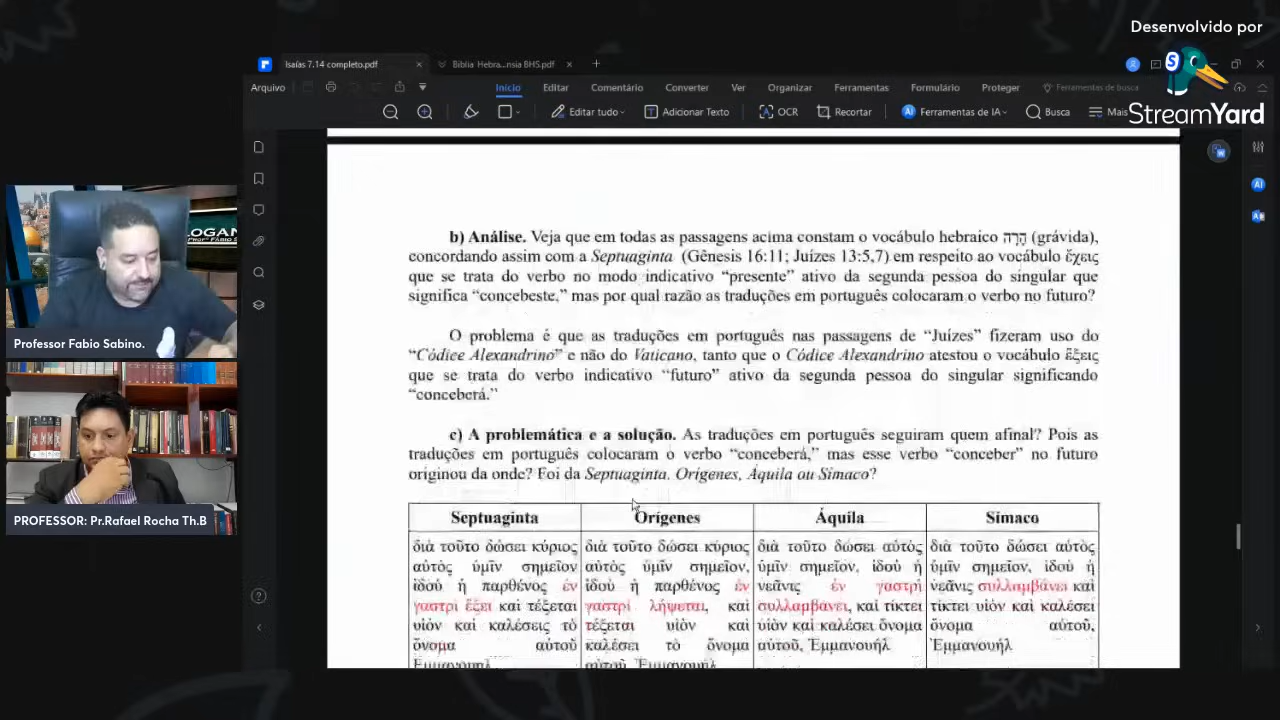 Desenvolvido por
StreamYard
Isaías 7.14 completo.pdf
Biblia Hebra...nsia BHS.pdf
Arquivo
Início
Editar
Comentário
Converter
Ver
Organizar
Ferramentas
Formulário
Proteger
Ferramentas de busca
Editar tudo
Adicionar Texto
OCR
Recortar
Ferramentas de IA
Busca
Mais
b) Análise. Veja que em todas as passagens acima constam o vocábulo hebraico הָרָה (grávida),
concordando assim com a Septuaginta (Gênesis 16:11; Juízes 13:5,7) em respeito ao vocábulo ἔχεις
que se trata do verbo no modo indicativo “presente” ativo da segunda pessoa do singular que
significa “concebeste,” mas por qual razão as traduções em português colocaram o verbo no futuro?
O problema é que as traduções em português nas passagens de “Juízes” fizeram uso do
“Códice Alexandrino” e não do Vaticano, tanto que o Códice Alexandrino atestou o vocábulo ἕξεις
que se trata do verbo indicativo “futuro” ativo da segunda pessoa do singular significando
“conceberá.”
c) A problemática e a solução. As traduções em português seguiram quem afinal? Pois as
traduções em português colocaram o verbo “conceberá,” mas esse verbo “conceber” no futuro
originou da onde? Foi da Septuaginta, Orígenes, Áquila ou Símaco?
Septuaginta
διὰ τοῦτο δώσει κύριος
αὐτὸς ὑμῖν σημεῖον
ἰδοὺ ἡ παρθένος ἐν
γαστρὶ ἕξει καὶ τέξεται
υἱόν καὶ καλέσεις τὸ
ὄνομα αὐτοῦ
Εμμανουηλ
Orígenes
διὰ τοῦτο δώσει κύριος
αὐτὸς ὑμῖν σημεῖον,
ἰδοὺ ἡ παρθένος ἐν
γαστρὶ λήψεται, καὶ
τέξεται υἱὸν καὶ
καλέσει τὸ ὄνομα
αὐτοῦ, Ἐμμανουήλ
Áquila
διὰ τοῦτο δώσει αὐτὸς
ὑμῖν σημεῖον, ἰδοὺ ἡ
νεᾶνις ἐν γαστρὶ
συλλαμβάνει, καὶ τίκτει
υἱὸν καὶ καλέσει ὄνομα
αὐτοῦ, Ἐμμανουήλ
Símaco
διὰ τοῦτο δώσει αὐτὸς
ὑμῖν σημεῖον, ἰδοὺ ἡ
νεᾶνις συλλαμβάνει καὶ
τίκτει υἱὸν καὶ καλέσει
ὄνομα αὐτοῦ,
Ἐμμανουήλ
LOGAN
Professor Fabio Sabino.
PROFESSOR: Pr.Rafael Rocha Th.B